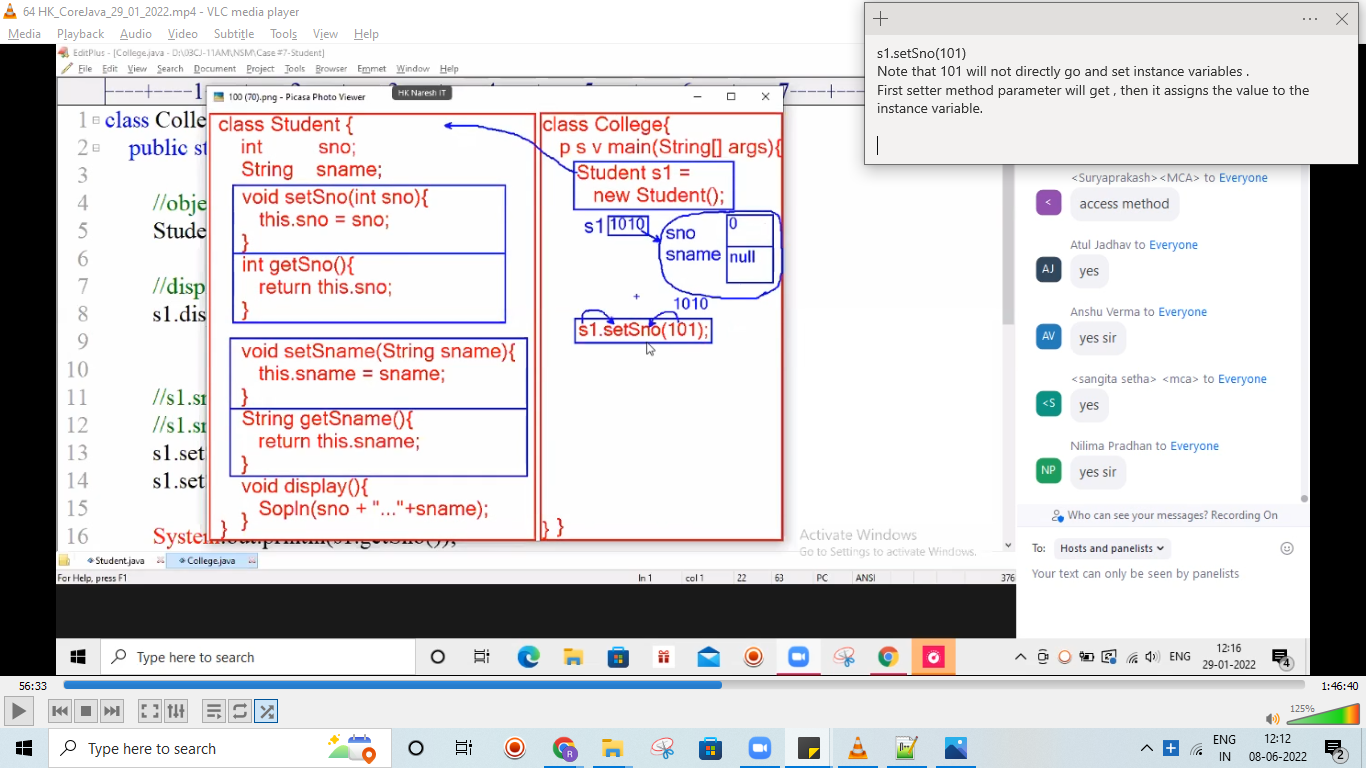 64 HK_CoreJava_29_01_2022.mp4 - VLC media player
Media Playback Audio Video Subtitle Tools View Help
EditPlus - [College.java - D:\03CJ-11AM\NSM\Case #7-Student]
File Edit View Search Document Project Tools Browser Emmet Window Help
100 (70).png - Picasa Photo Viewer
HK Naresh IT
1 class Colle
2 public st
3
4 //obje
5 Stude
6
7 //disp
8 s1.dis
9
10
11 //s1.sn
12 //s1.sn
13 s1.set
14 s1.set
15
16 System.out.println(s1.getSno());
class Student {
int sno;
String sname;
void setSno(int sno){
this.sno = sno;
}
int getSno(){
return this.sno;
}
void setSname(String sname){
this.sname = sname;
}
String getSname(){
return this.sname;
}
void display(){
Sopln(sno + "..."+sname);
}
}
class College{
p s v main(String[] args){
Student s1 =
new Student();
s1 1010
sno 0
sname null
1010
s1.setSno(101);
} }
Activate Windows
Go to Settings to activate Windows.
Student.java College.java
For Help, press F1 ln 1 col 1 22 63 PC ANSI 376
s1.setSno(101)
Note that 101 will not directly go and set instance variables .
First setter method parameter will get , then it assigns the value to the
instance variable.
<Suryaprakash><MCA> to Everyone
< access method
Atul Jadhav to Everyone
AJ yes
Anshu Verma to Everyone
AV yes sir
<sangita setha> <mca> to Everyone
<S yes
Nilima Pradhan to Everyone
NP yes sir
Who can see your messages? Recording On
To: Hosts and panelists
Your text can only be seen by panelists
Type here to search
ENG
12:16
29-01-2022
4
56:33
1:46:40
125%
Type here to search
R
ENG
IN
12:12
08-06-2022
2